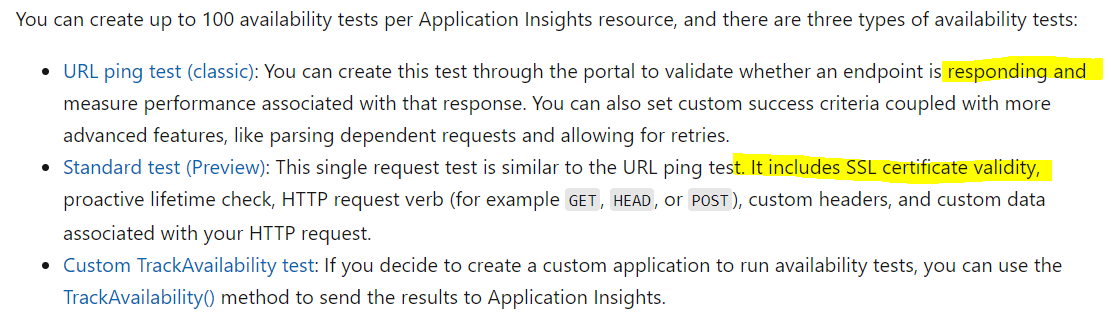 You can create up to 100 availability tests per Application Insights resource, and there are three types of availability tests:
• URL ping test (classic): You can create this test through the portal to validate whether an endpoint is responding and
measure performance associated with that response. You can also set custom success criteria coupled with more
advanced features, like parsing dependent requests and allowing for retries.
• Standard test (Preview): This single request test is similar to the URL ping test. It includes SSL certificate validity,
proactive lifetime check, HTTP request verb (for example GET, HEAD, or POST), custom headers, and custom data
associated with your HTTP request.
• Custom TrackAvailability test: If you decide to create a custom application to run availability tests, you can use the
TrackAvailability() method to send the results to Application Insights.